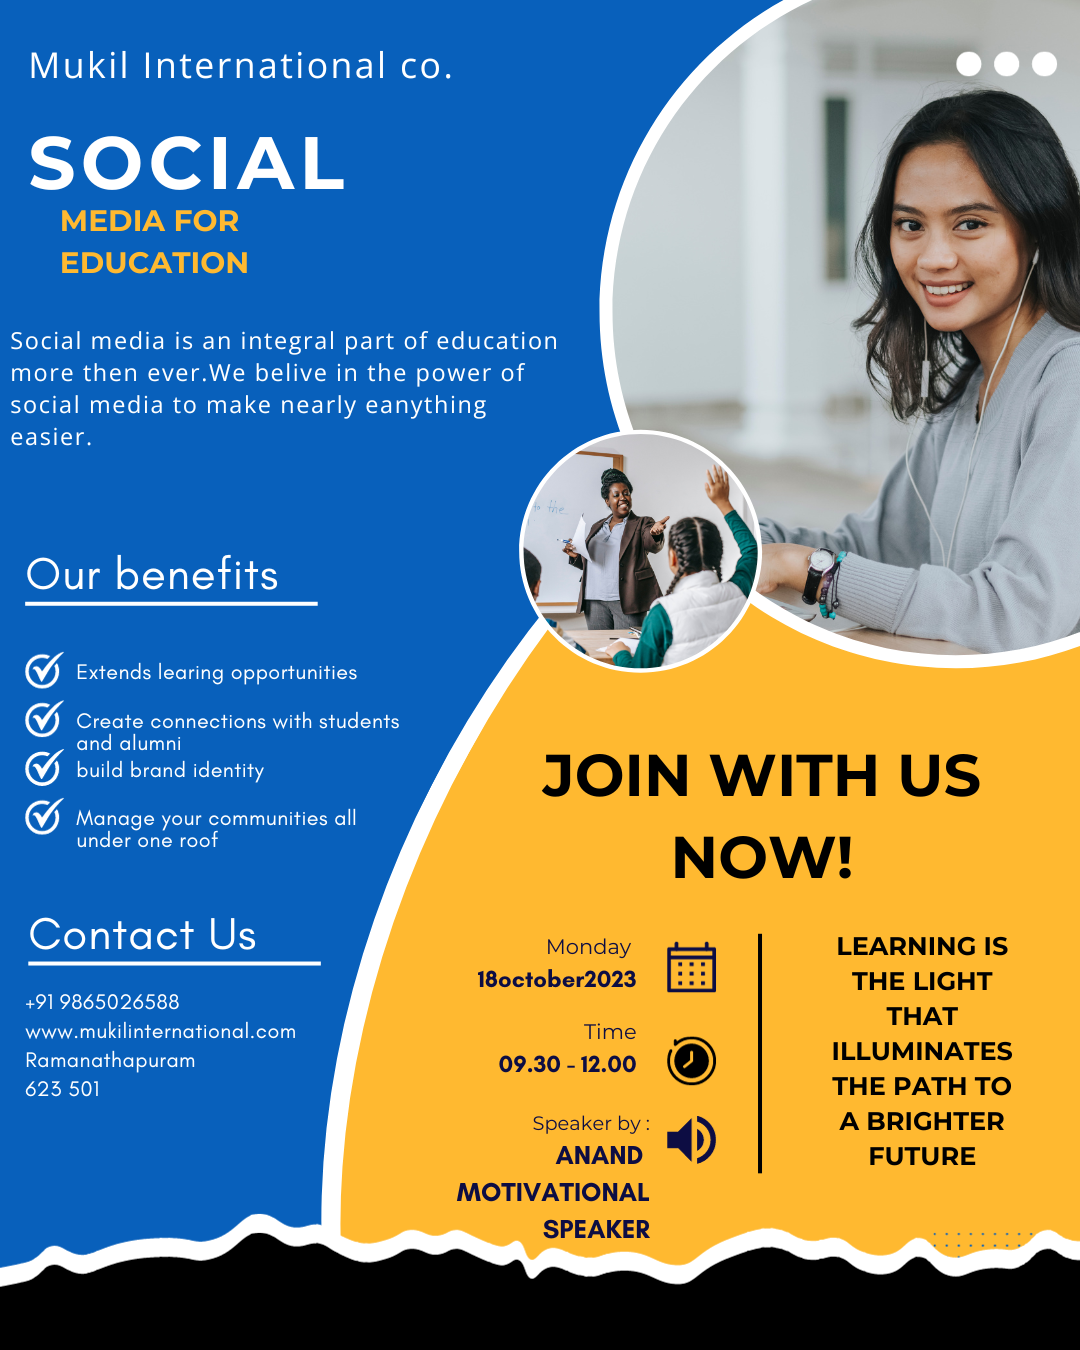 Mukil International co.
SOCIAL
MEDIA FOR
EDUCATION
Social media is an integral part of education
more then ever.We belive in the power of
social media to make nearly eanything
easier.
Our benefits
Extends learing opportunities
Create connections with students
and alumni
build brand identity
Manage your communities all
under one roof
Contact Us
+91 9865026588
www.mukilinternational.com
Ramanathapuram
623 501
JOIN WITH US
NOW!
Monday
18october2023
Time
09.30 - 12.00
Speaker by :
ANAND
MOTIVATIONAL
SPEAKER
LEARNING IS
THE LIGHT
THAT
ILLUMINATES
THE PATH TO
A BRIGHTER
FUTURE